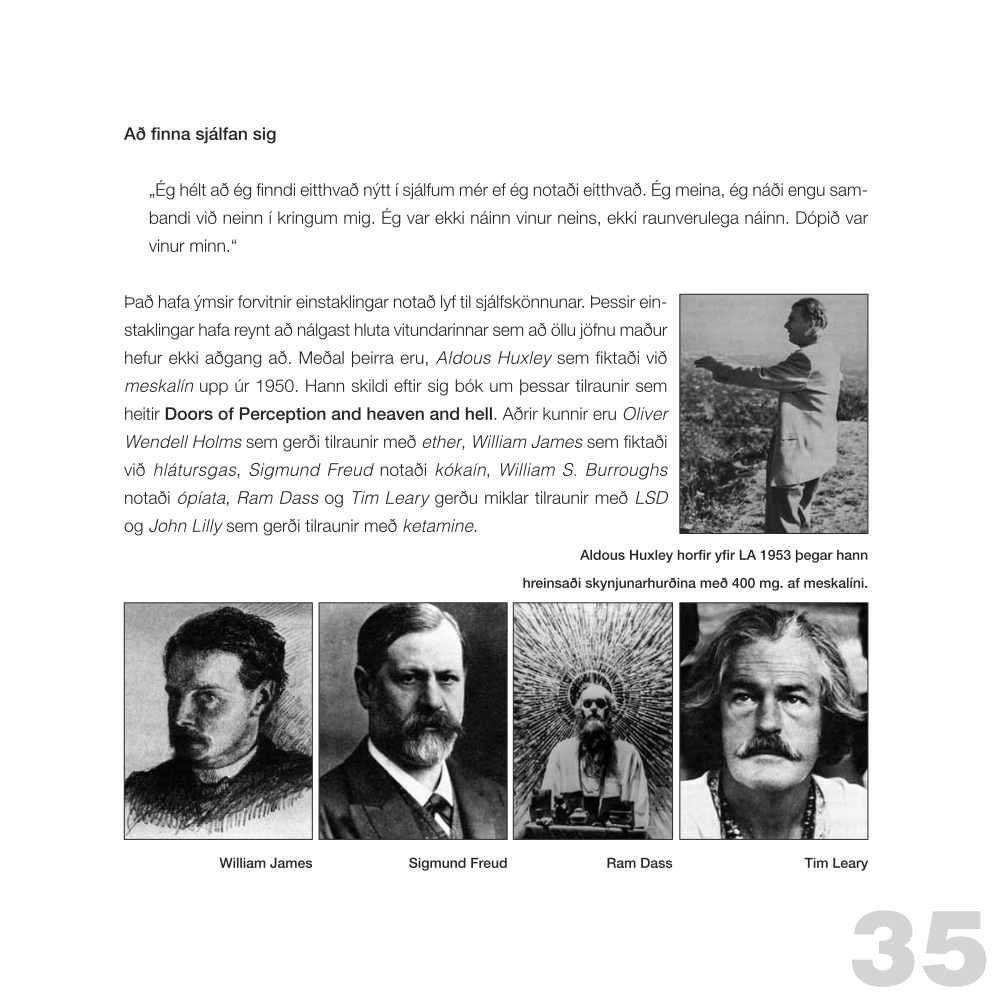 Að finna sjálfan sig
„Ég hélt að ég finndi eitthvað nýtt í sjálfum mér ef ég notaði eitthvað. Ég meina, ég náði engu sam-
bandi við neinn í kringum mig. Ég var ekki náinn vinur neins, ekki raunverulega náinn. Dópið var
vinur minn.“
Það hafa ýmsir forvitnir einstaklingar notað lyf til sjálfskönnunar. Þessir ein-
staklingar hafa reynt að nálgast hluta vitundarinnar sem að öllu jöfnu maður
hefur ekki aðgang að. Meðal þeirra eru, Aldous Huxley sem fiktaði við
meskalín upp úr 1950. Hann skildi eftir sig bók um þessar tilraunir sem
heitir Doors of Perception and heaven and hell. Aðrir kunnir eru Oliver
Wendell Holms sem gerði tilraunir með ether, William James sem fiktaði
við hlátursgas, Sigmund Freud notaði kókaín, William S. Burroughs
notaði ópíata, Ram Dass og Tim Leary gerðu miklar tilraunir með LSD
og John Lilly sem gerði tilraunir með ketamine.
Aldous Huxley horfir yfir LA 1953 þegar hann
hreinsaði skynjunarhurðina með 400 mg. af meskalíni.
William James
Sigmund Freud
Ram Dass
Tim Leary
35